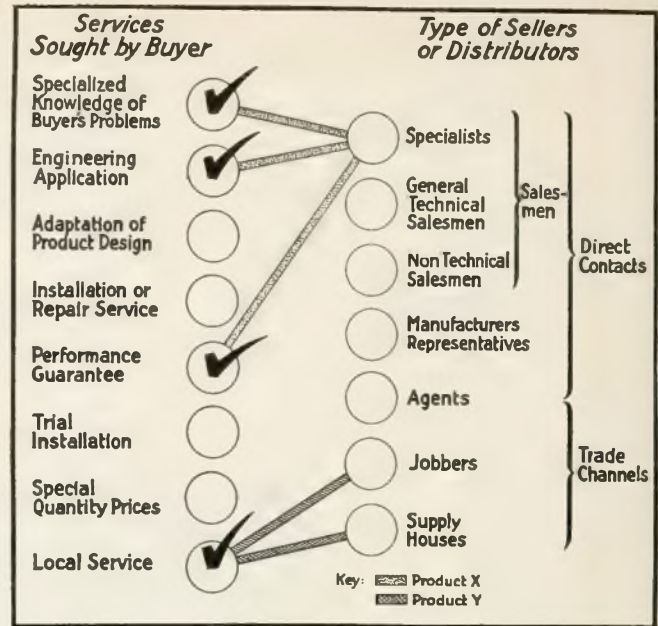 Services
Sought by Buyer
Specialized
Knowledge of
Buyer's Problems
Engineering
Application
Adaptation of
Product Design
Installation or
Repair Service
Performance
Guarantee
Trial
Installation
Special
Quantity Prices
Local Service
Type of Sellers
or Distributors
Specialists
General
Technical
Salesmen
Non Technical
Salesmen
Manufacturers
Representatives
Agents
Jobbers
Supply
Houses
Sales-
men
Direct
Contacts
Trade
Channels
Key: Product X
Product Y